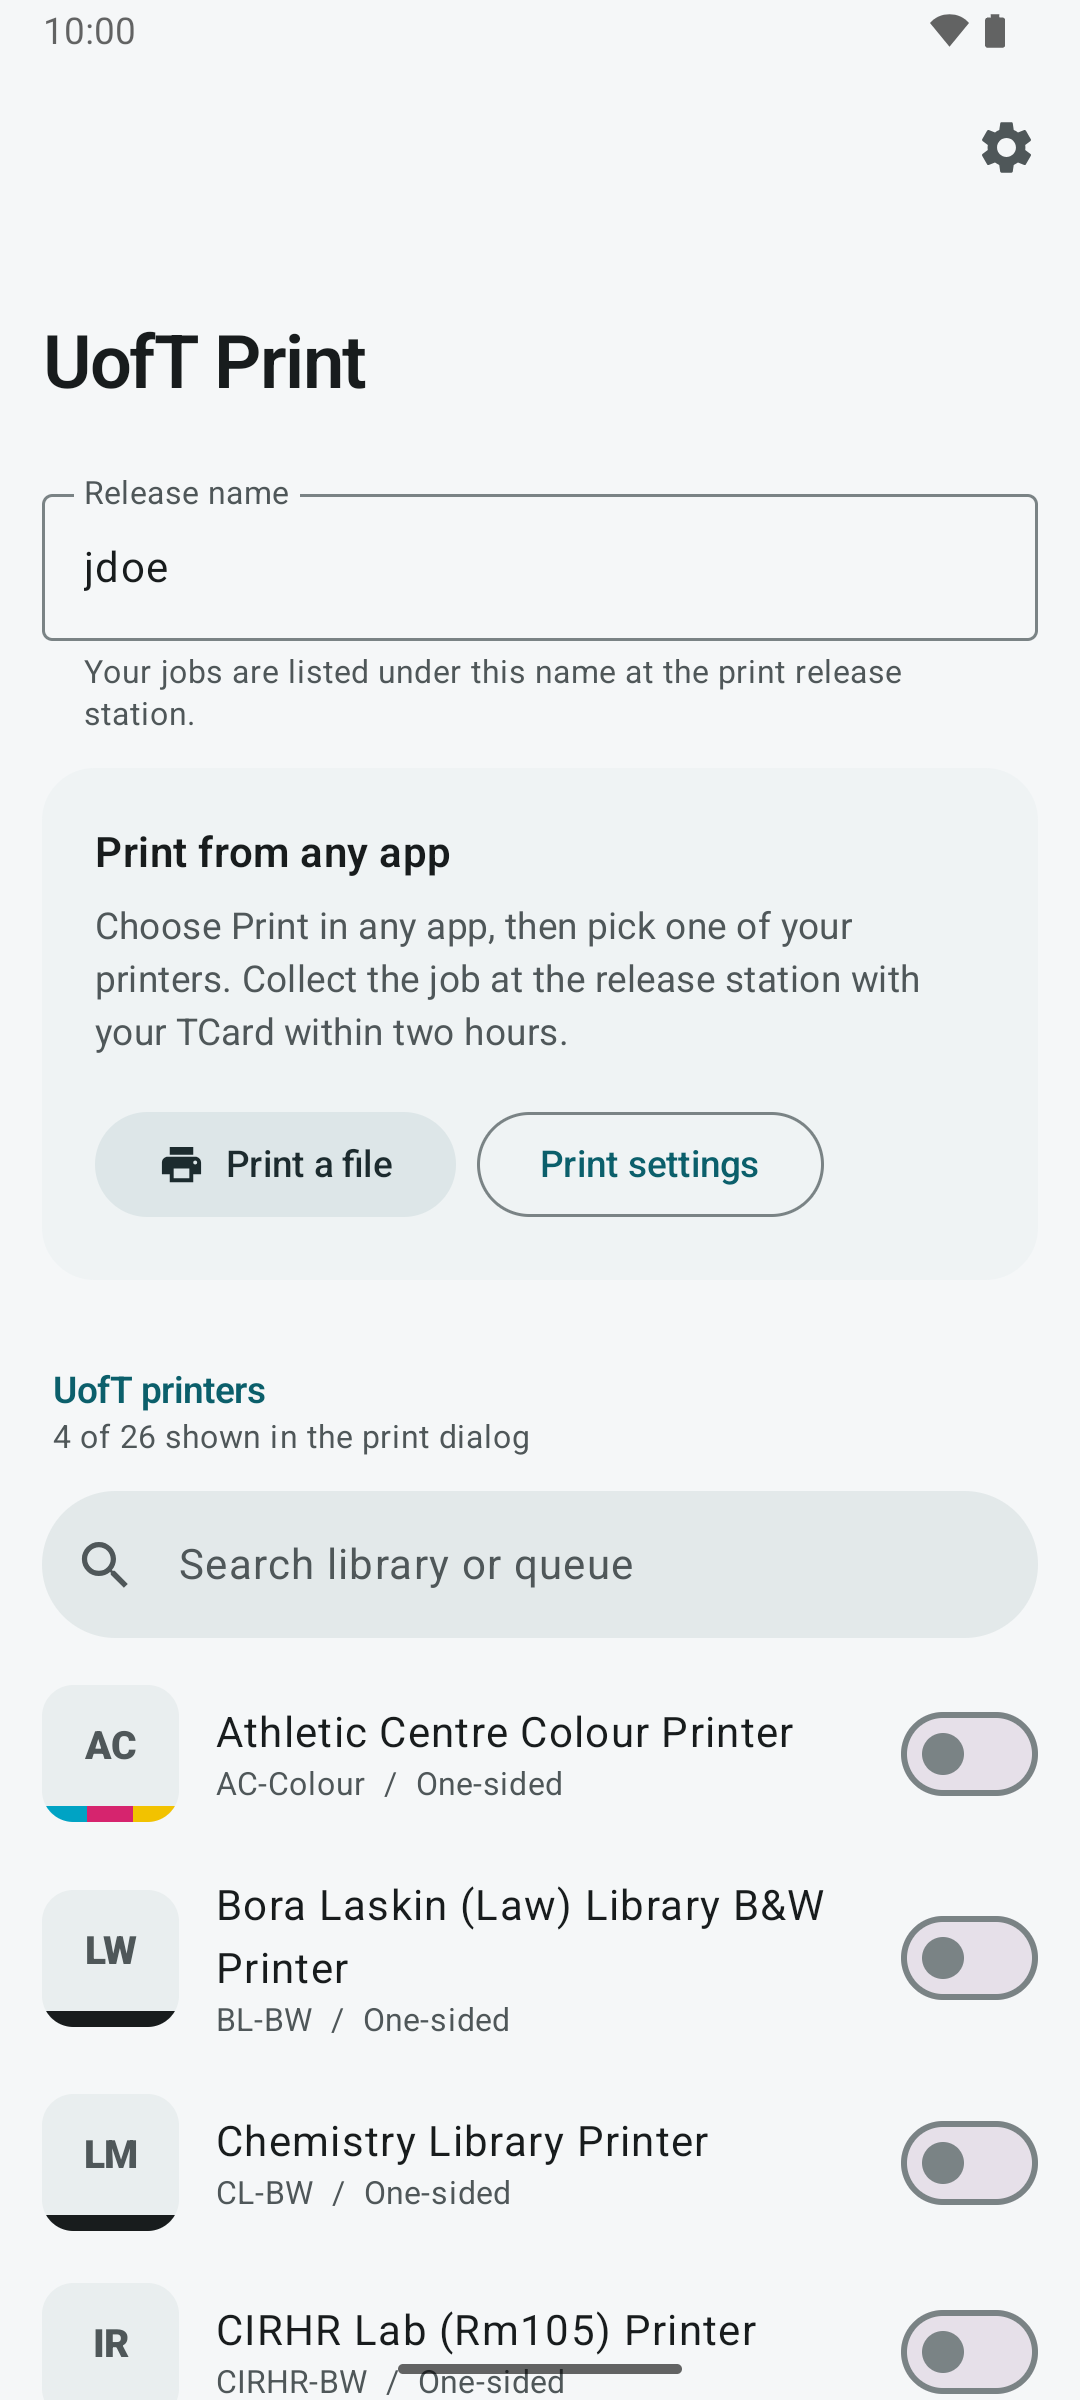 10:00
UofT Print
Release name
jdoe
Your jobs are listed under this name at the print release
station.
Print from any app
Choose Print in any app, then pick one of your
printers. Collect the job at the release station with
your TCard within two hours.
Print a file
Print settings
UofT printers
4 of 26 shown in the print dialog
Search library or queue
AC
Athletic Centre Colour Printer
AC-Colour / One-sided
LW
Bora Laskin (Law) Library B&W
Printer
BL-BW / One-sided
LM
Chemistry Library Printer
CL-BW / One-sided
IR
CIRHR Lab (Rm105) Printer
CIRHR-BW / One-sided